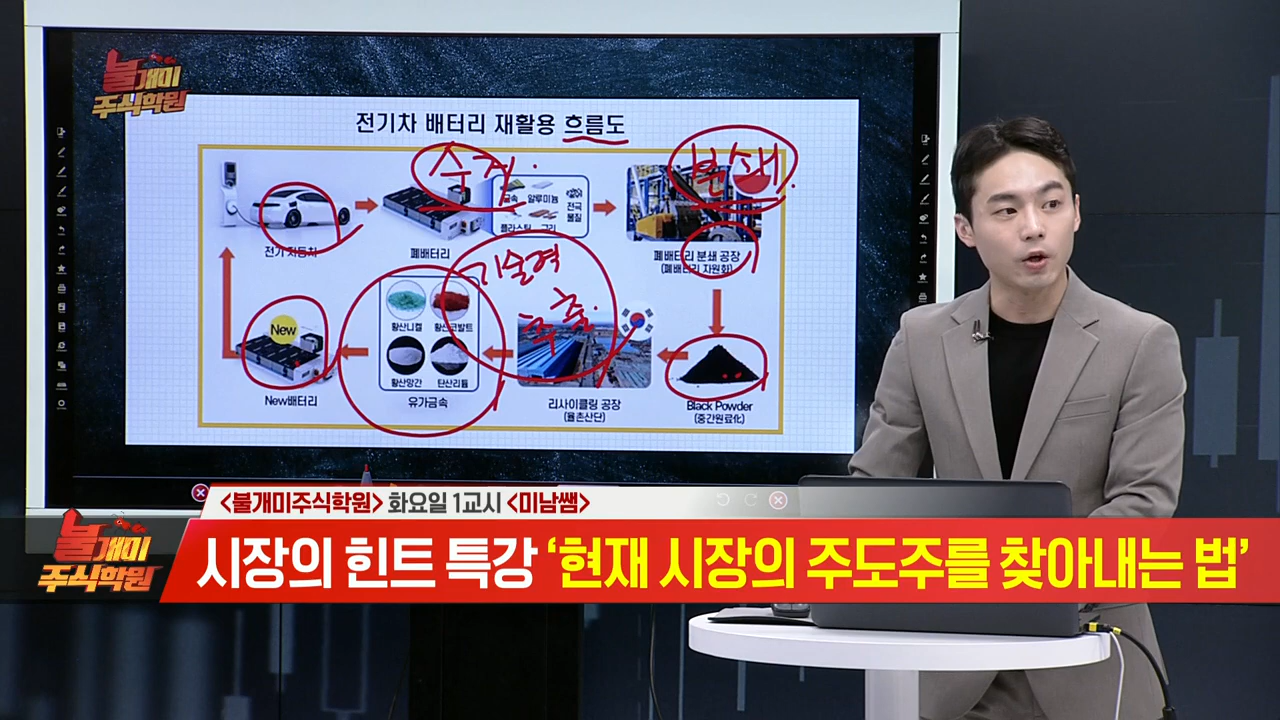 불개미
주식학원
전기차 배터리 재활용 흐름도
수거
분쇄
금속 알루미늄 전극
물질
플라스틱 구리
전기 자동차
폐배터리
폐배터리 분쇄 공장
(폐배터리 자원화)
기술력
추출
New
황산니켈 황산코발트
황산망간 탄산리튬
New배터리
유가금속
리사이클링 공장
(율촌산단)
Black Powder
(중간원료化)
<불개미주식학원> 화요일 1교시 <미남쌤>
불개미
주식학원
시장의 힌트 특강 ‘현재 시장의 주도주를 찾아내는 법’